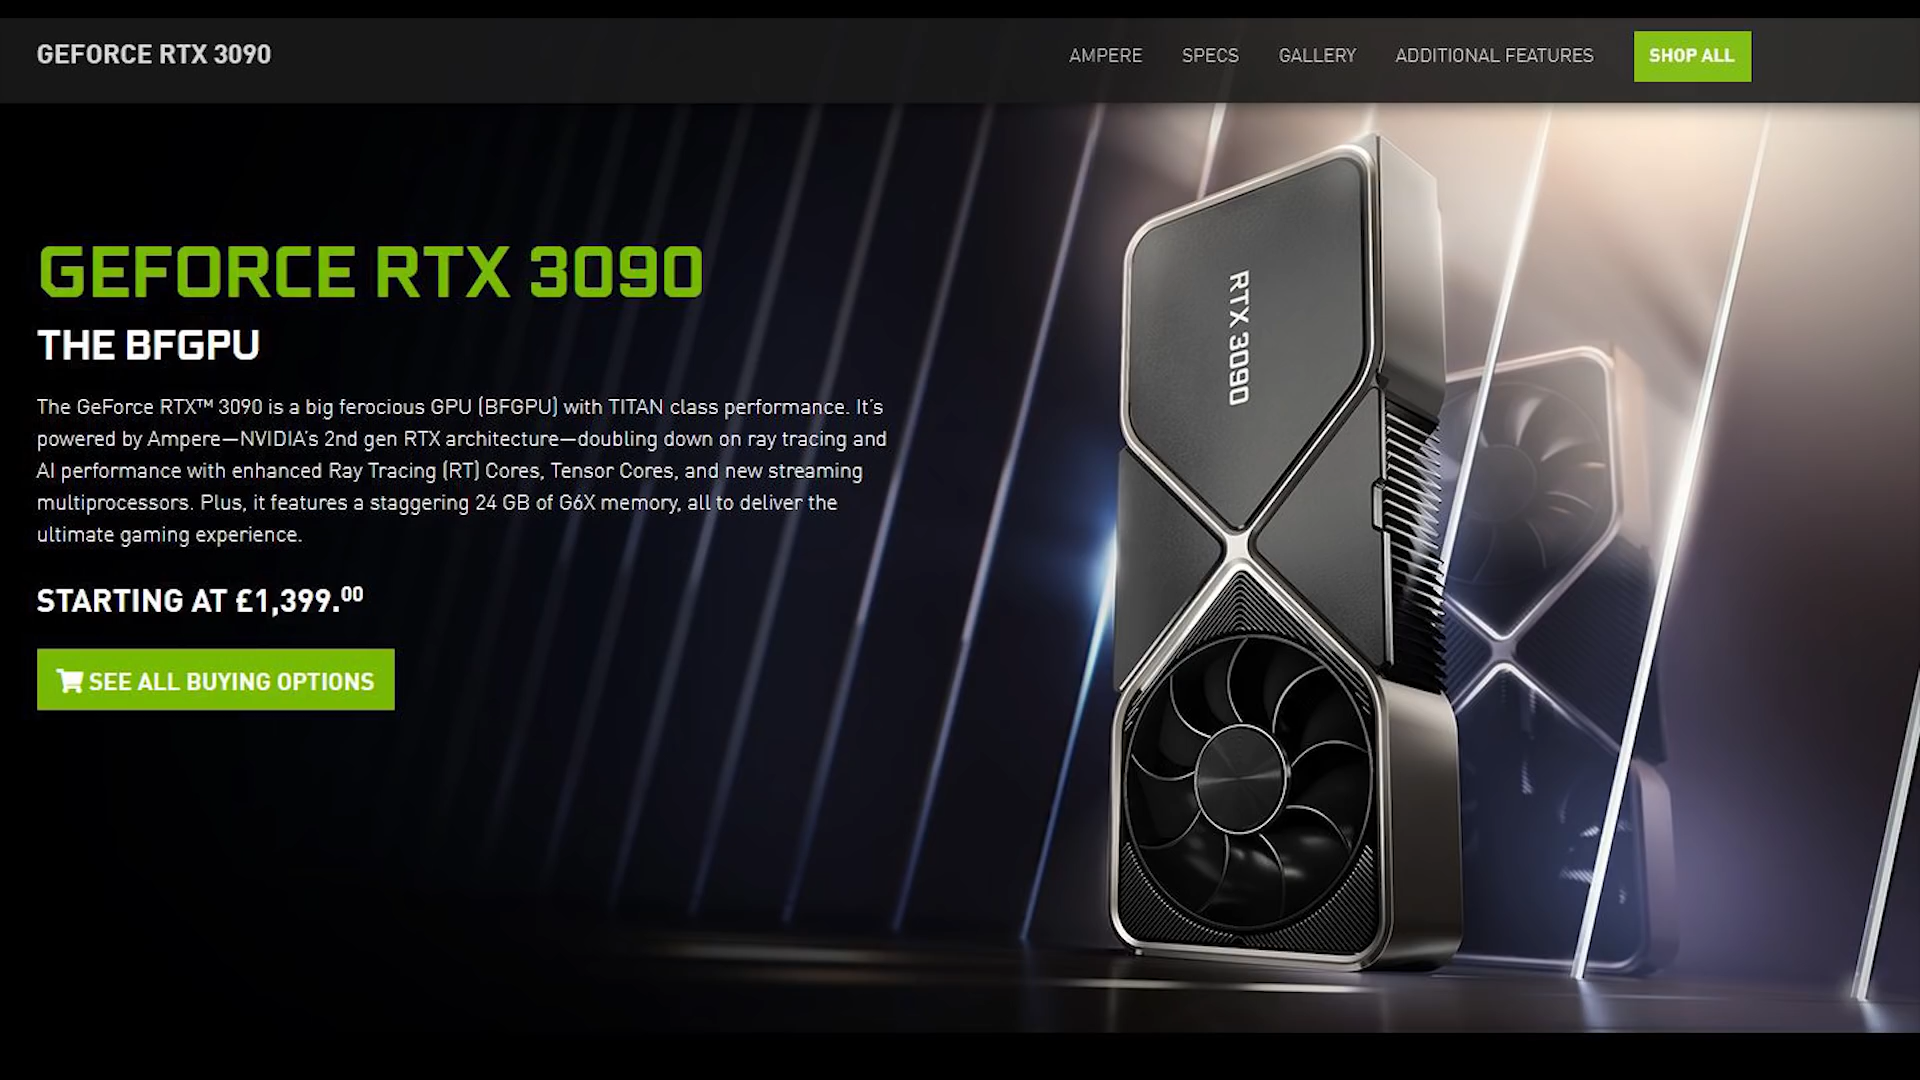 GEFORCE RTX 3090
AMPERE SPECS GALLERY ADDITIONAL FEATURES SHOP ALL
GEFORCE RTX 3090
THE BFGPU
The GeForce RTX™ 3090 is a big ferocious GPU (BFGPU) with TITAN class performance. It's
powered by Ampere—NVIDIA's 2nd gen RTX architecture—doubling down on ray tracing and
AI performance with enhanced Ray Tracing (RT) Cores, Tensor Cores, and new streaming
multiprocessors. Plus, it features a staggering 24 GB of G6X memory, all to deliver the
ultimate gaming experience.
STARTING AT £1,399.00
SEE ALL BUYING OPTIONS
RTX 3090